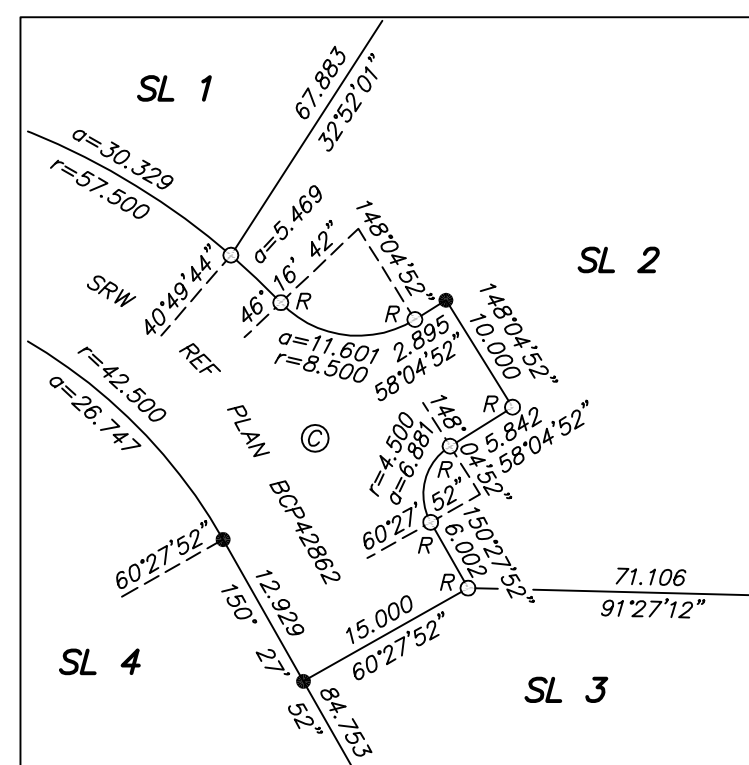 SL 1
67.883
32°52'01"
a=30.329
r=57.500
a=5.469
40°49'44"
46° 16' 42"
148°04'52"
SL 2
SRW
REF
PLAN
BCP42862
R
a=11.601
r=8.500
R
2.895
58°04'52"
148°04'52"
10.000
r=42.500
a=26.747
C
R
5.842
58°04'52"
148° 04'52"
r=4.500
a=6.881
R
60°27' 52"
R
6.002
150°27'52"
60°27'52"
12.929
150° 27' 52"
R
71.106
91°27'12"
15.000
60°27'52"
SL 4
84.753
SL 3